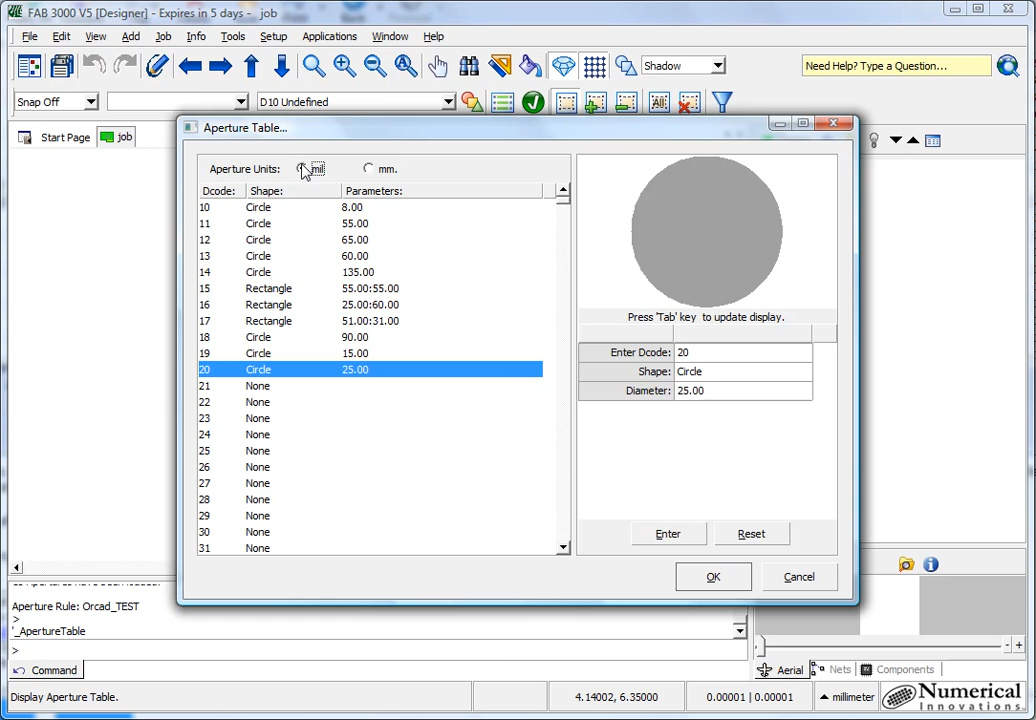 FAB 3000 V5 [Designer] - Expires in 5 days -   job
File Edit View Add Job Info Tools Setup Applications Window Help
Shadow
Need Help? Type a Question...
Snap Off
D10 Undefined
Start Page job
Aperture Table...
Aperture Units: mil mm.
Dcode: Shape: Parameters:
10 Circle 8.00
11 Circle 55.00
12 Circle 65.00
13 Circle 60.00
14 Circle 135.00
15 Rectangle 55.00:55.00
16 Rectangle 25.00:60.00
17 Rectangle 51.00:31.00
18 Circle 90.00
19 Circle 15.00
20 Circle 25.00
21 None
22 None
23 None
24 None
25 None
26 None
27 None
28 None
29 None
30 None
31 None
Press 'Tab' key to update display.
Enter Dcode: 20
Shape: Circle
Diameter: 25.00
Enter Reset
OK Cancel
Aperture Rule: Orcad_TEST
>
'_ApertureTable
>
Command
Aerial Nets Components
Display Aperture Table.
4.14002, 6.35000
0.00001 | 0.00001
millimeter
Numerical
Innovations